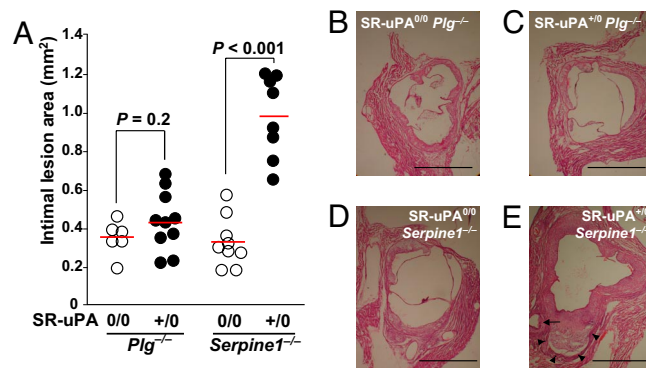 A
Intimal lesion area (mm²)
1.4
1.2
1.0
0.8
0.6
0.4
0.2
0
P = 0.2
P < 0.001
SR-uPA 0/0 +/0 0/0 +/0
Plg–/– Serpine1–/–
B
SR-uPA0/0 Plg–/–
C
SR-uPA+/0 Plg–/–
D
SR-uPA0/0
Serpine1–/–
E
SR-uPA+/0
Serpine1–/–